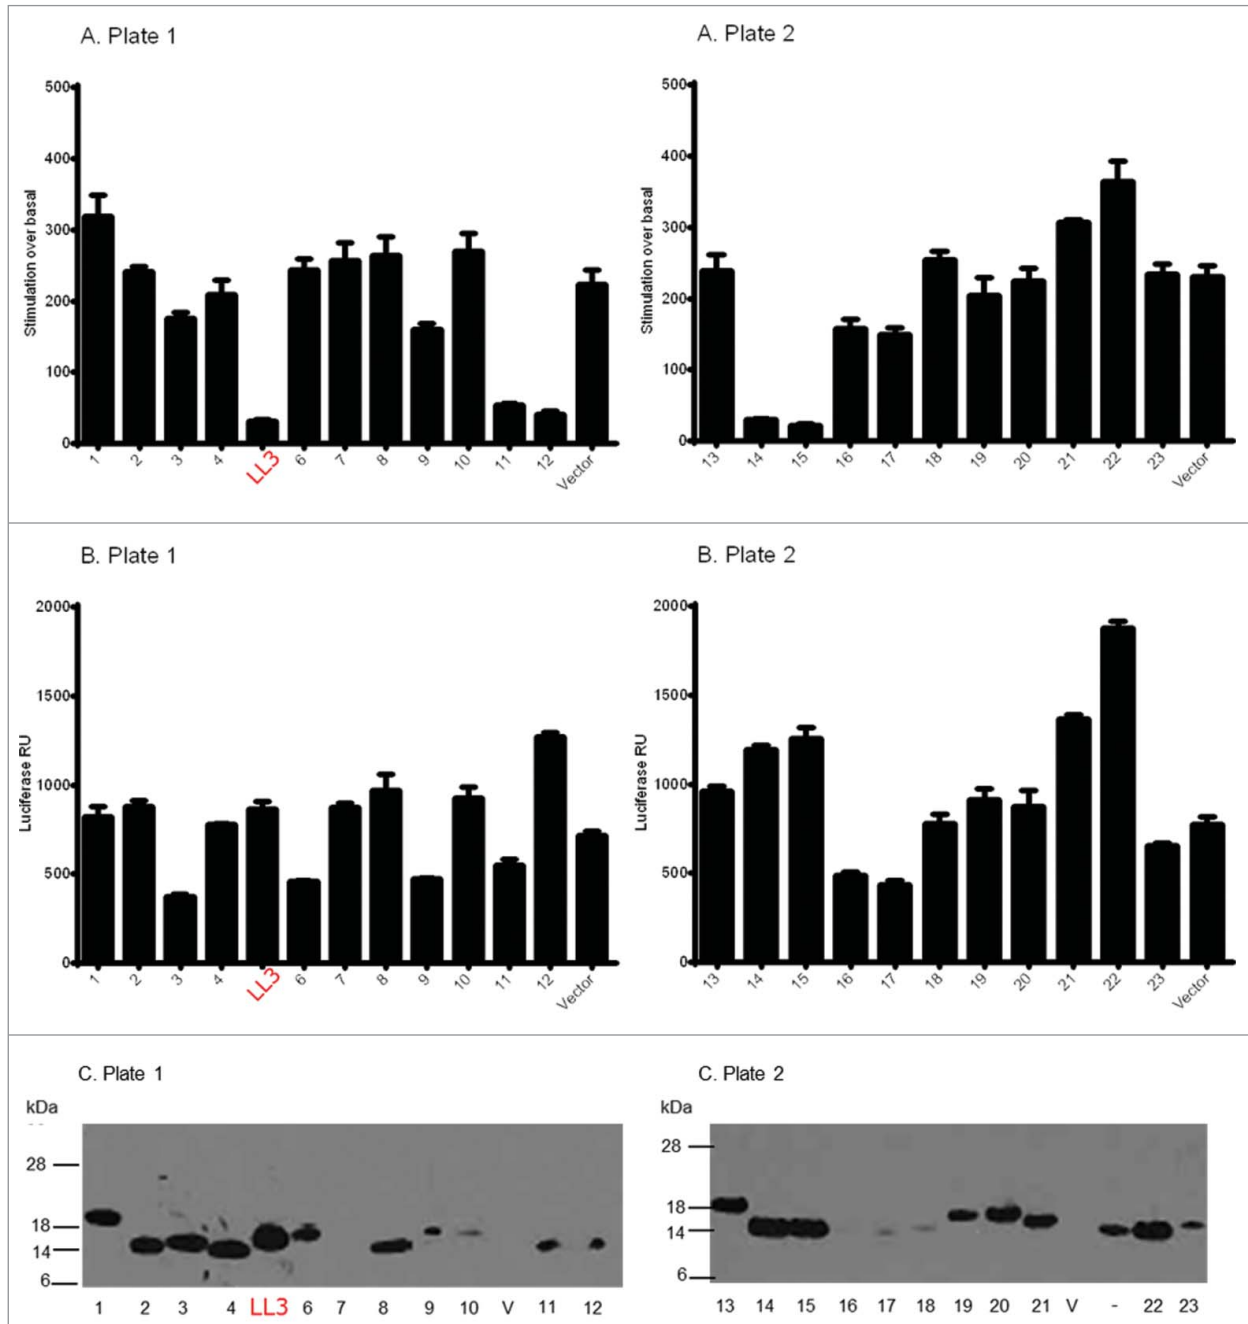 A. Plate 1
Stimulation over basal
500
400
300
200
100
0
1 2 3 4 LL3 6 7 8 9 10 11 12 Vector
A. Plate 2
Stimulation over basal
500
400
300
200
100
0
13 14 15 16 17 18 19 20 21 22 23 Vector
B. Plate 1
Luciferase RU
2000
1500
1000
500
0
1 2 3 4 LL3 6 7 8 9 10 11 12 Vector
B. Plate 2
Luciferase RU
2000
1500
1000
500
0
13 14 15 16 17 18 19 20 21 22 23 Vector
C. Plate 1
kDa
28
18
14
6
1 2 3 4 LL3 6 7 8 9 10 V 11 12
C. Plate 2
kDa
28
18
14
6
13 14 15 16 17 18 19 20 21 V - 22 23